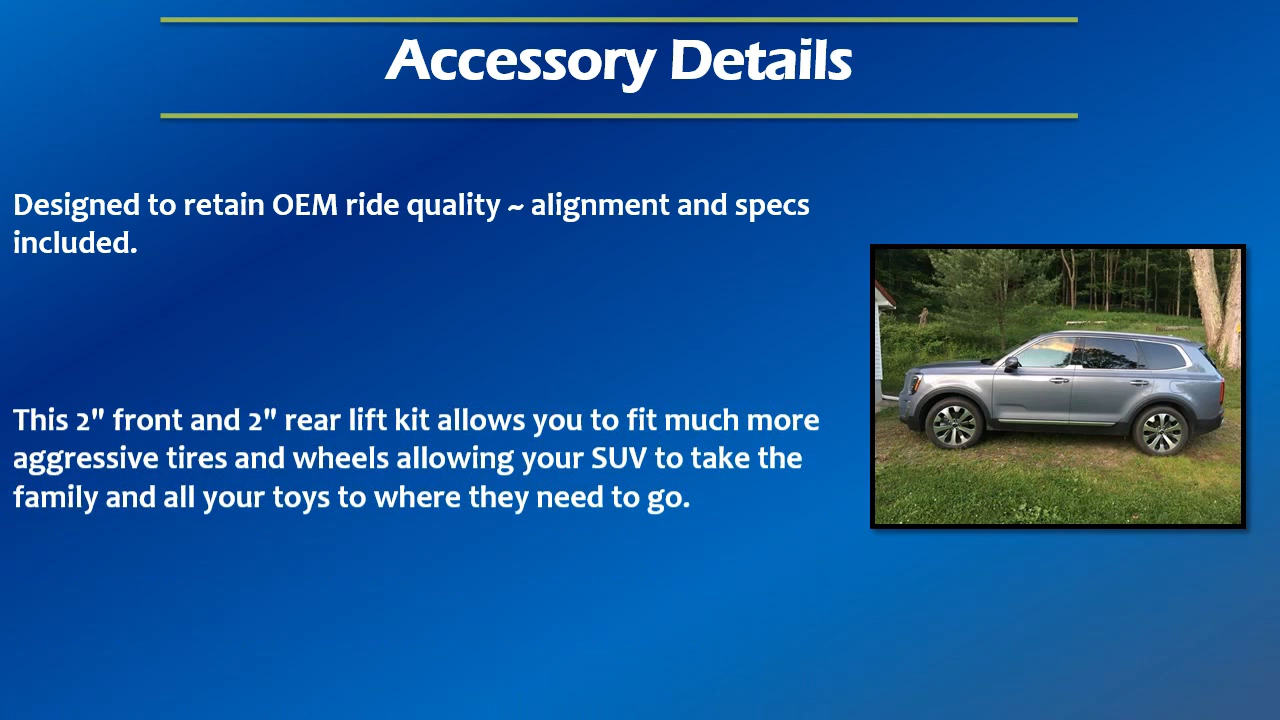 Accessory Details
Designed to retain OEM ride quality ~ alignment and specs
included.
This 2" front and 2" rear lift kit allows you to fit much more
aggressive tires and wheels allowing your SUV to take the
family and all your toys to where they need to go.